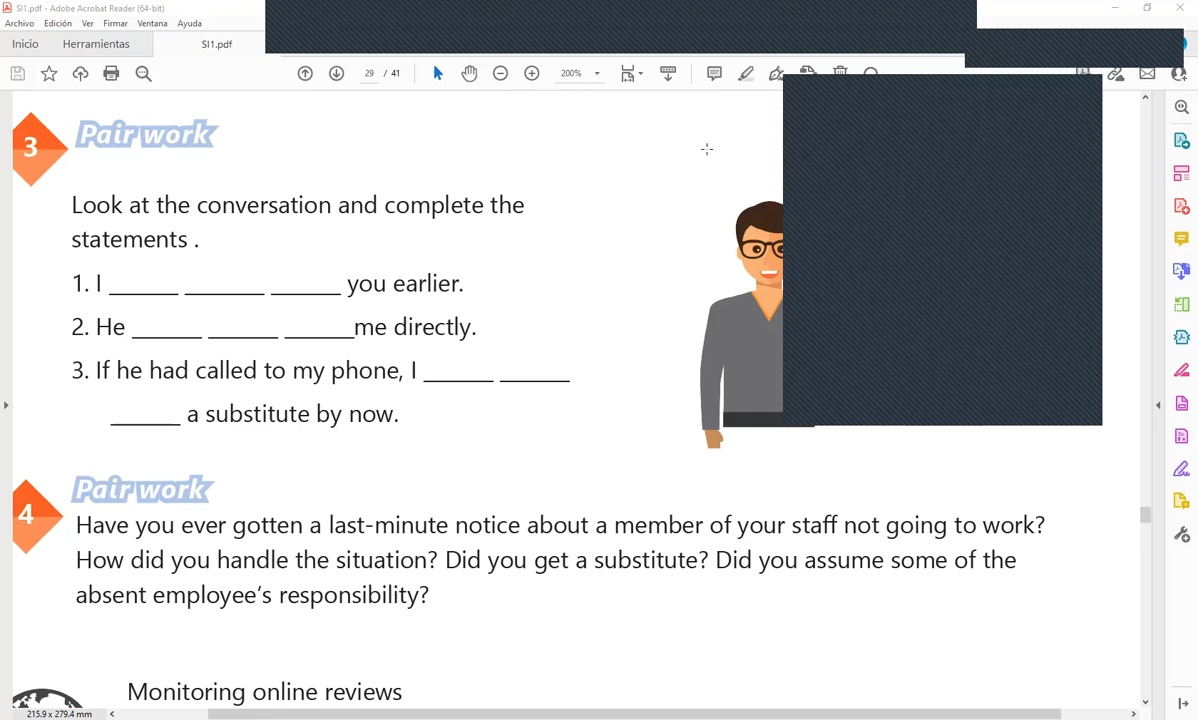 SI1.pdf - Adobe Acrobat Reader (64-bit)
Archivo Edición Ver Firmar Ventana Ayuda
Inicio Herramientas SI1.pdf
29 / 41 200%
3 Pair work
Look at the conversation and complete the
statements .
1. I ______ _______ ______ you earlier.
2. He ______ ______ ______me directly.
3. If he had called to my phone, I ______ ______
______ a substitute by now.
4 Pair work
Have you ever gotten a last-minute notice about a member of your staff not going to work?
How did you handle the situation? Did you get a substitute? Did you assume some of the
absent employee's responsibility?
Monitoring online reviews
215.9 x 279.4 mm